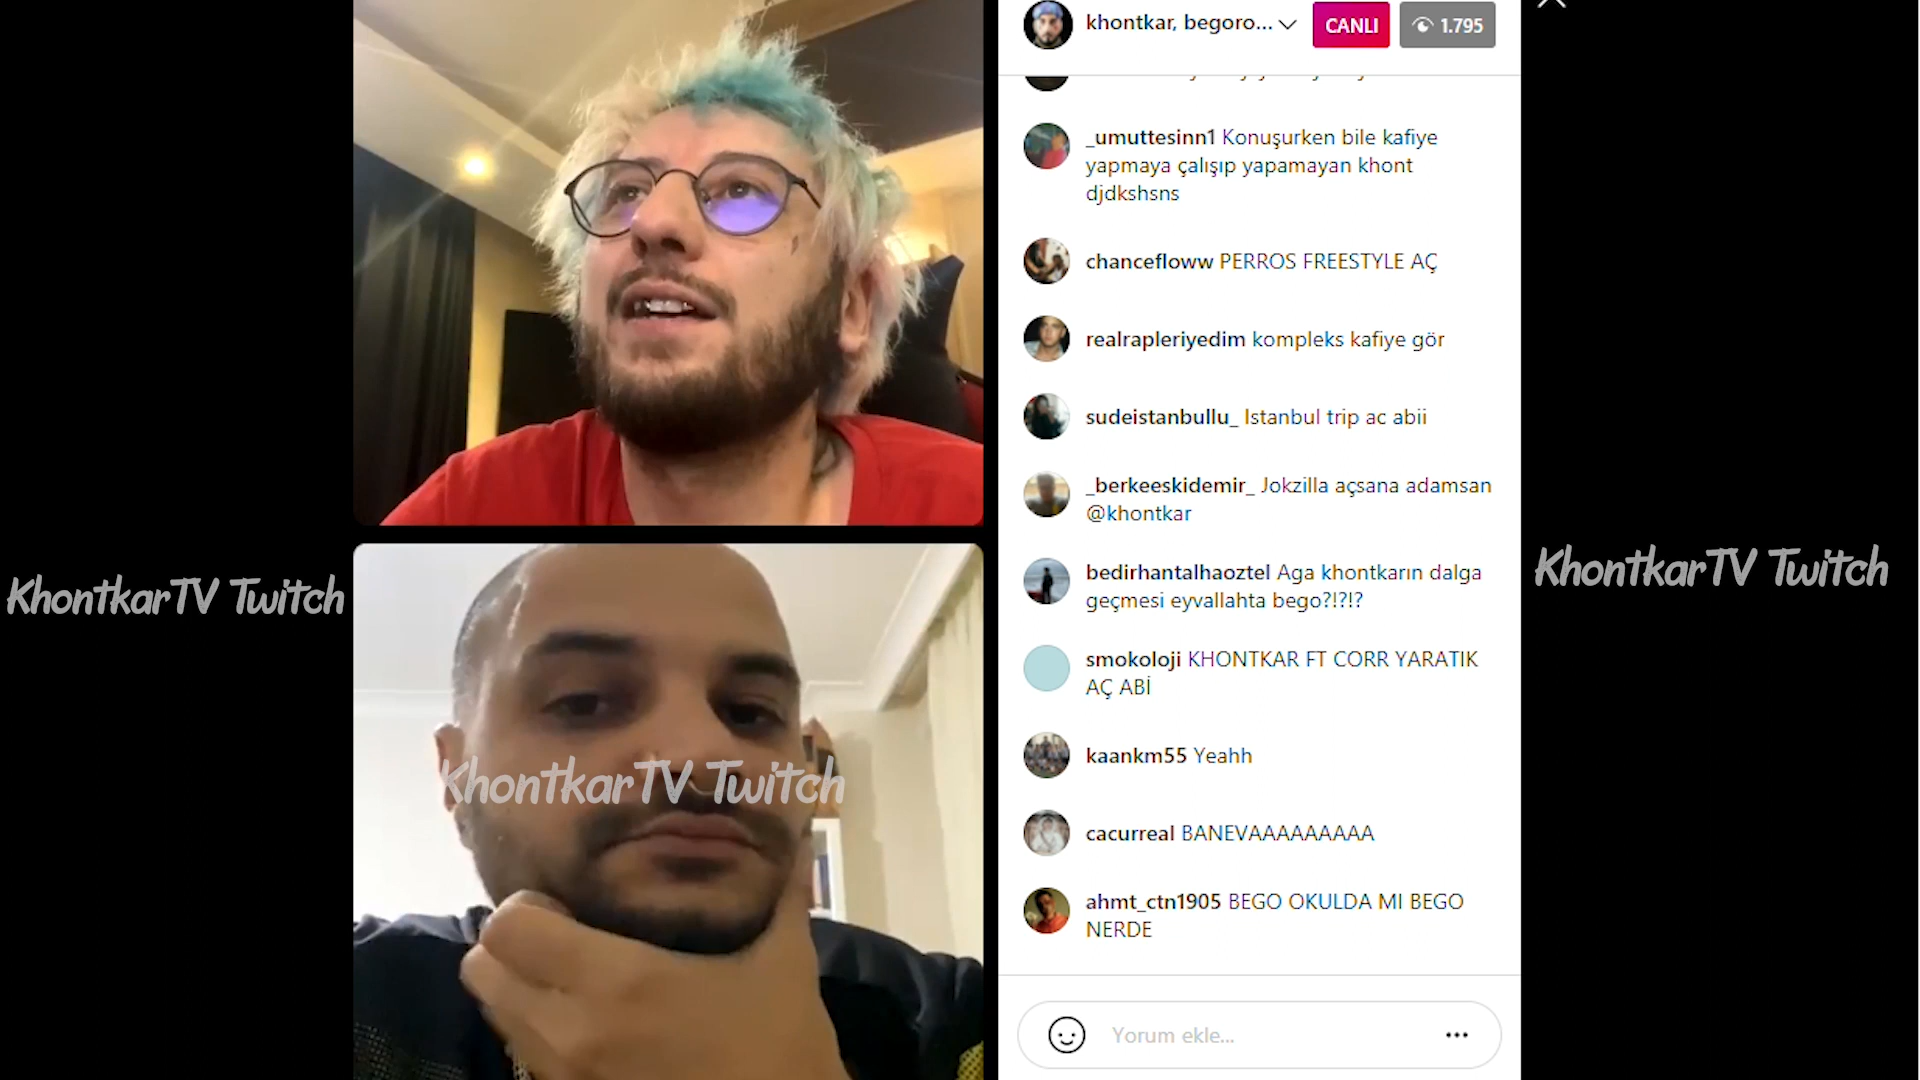 khontkar, begoro...
CANLI
1.795
_umuttesinn1 Konuşurken bile kafiye
yapmaya çalışıp yapamayan khont
djdkshsns
chancefloww PERROS FREESTYLE AÇ
realrapleriyedim kompleks kafiye gör
sudeistanbullu_ Istanbul trip ac abii
_berkeeskidemir_ Jokzilla açsana adamsan
@khontkar
bedirhantalhaoztel Aga khontkarın dalga
geçmesi eyvallahta bego?!?!?
smokoloji KHONTKAR FT CORR YARATIK
AÇ ABİ
kaankm55 Yeahh
cacurreal BANEVAAAAAAAAA
ahmt_ctn1905 BEGO OKULDA MI BEGO
NERDE
Yorum ekle...
KhontkarTV Twitch
KhontkarTV Twitch
KhontkarTV Twitch